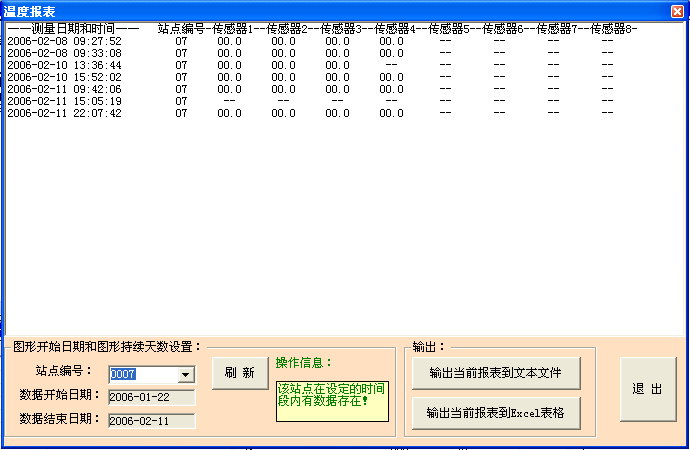 温度报表
——测量日期和时间—— 站点编号-传感器1--传感器2--传感器3--传感器4--传感器5--传感器6--传感器7--传感器8-
2006-02-08 09:27:52 07 00.0 00.0 00.0 00.0 -- -- -- --
2006-02-08 09:33:08 07 00.0 00.0 00.0 00.0 -- -- -- --
2006-02-10 13:36:44 07 00.0 00.0 00.0 -- -- -- -- --
2006-02-10 15:52:02 07 00.0 00.0 00.0 00.0 -- -- -- --
2006-02-11 09:42:06 07 00.0 00.0 00.0 00.0 -- -- -- --
2006-02-11 15:05:19 07 -- -- -- -- -- -- -- --
2006-02-11 22:07:42 07 00.0 00.0 00.0 00.0 -- -- -- --
图形开始日期和图形持续天数设置：
站点编号： 0007
数据开始日期： 2006-01-22
数据结束日期： 2006-02-11
刷 新
操作信息：
该站点在设定的时间
段内有数据存在！
输出：
输出当前报表到文本文件
输出当前报表到Excel表格
退 出